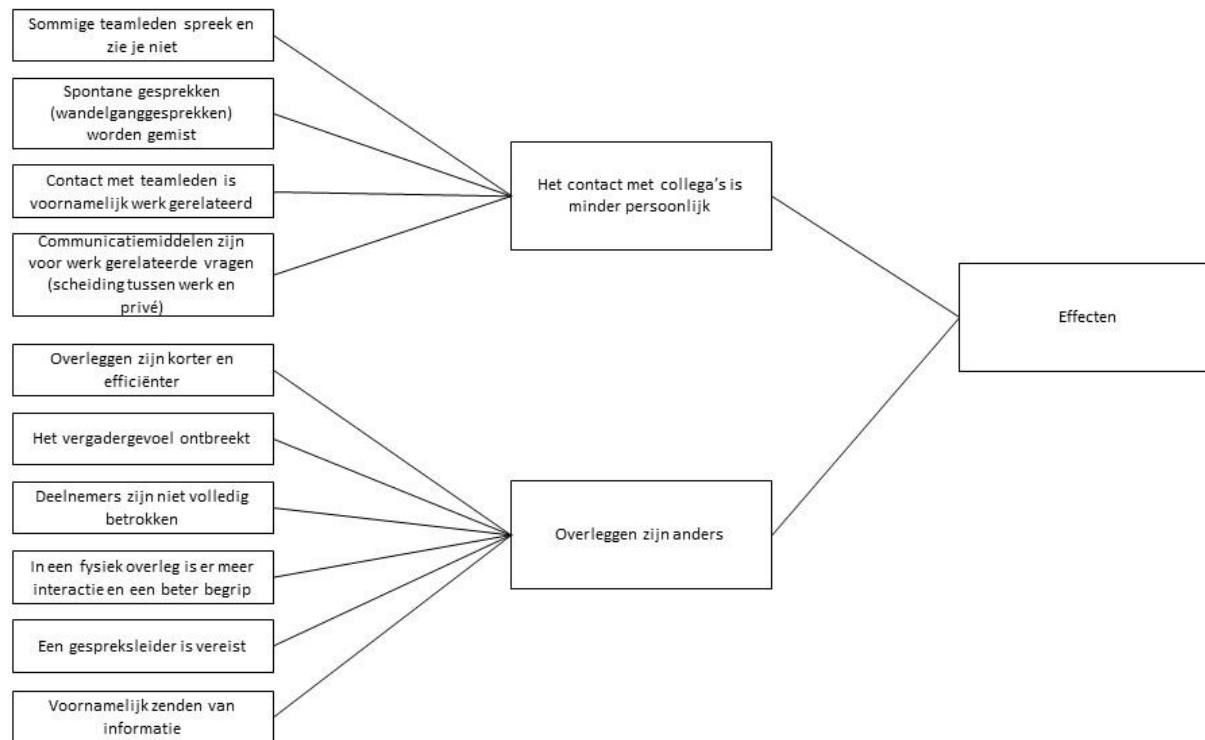 Sommige teamleden spreek en
zie je niet
Spontane gesprekken
(wandelganggesprekken)
worden gemist
Contact met teamleden is
voornamelijk werk gerelateerd
Communicatiemiddelen zijn
voor werk gerelateerde vragen
(scheiding tussen werk en
privé)
Het contact met collega's is
minder persoonlijk
Overleggen zijn korter en
efficiënter
Het vergadergevoel ontbreekt
Deelnemers zijn niet volledig
betrokken
In een fysiek overleg is er meer
interactie en een beter begrip
Een gespreksleider is vereist
Voornamelijk zenden van
informatie
Overleggen zijn anders
Effecten